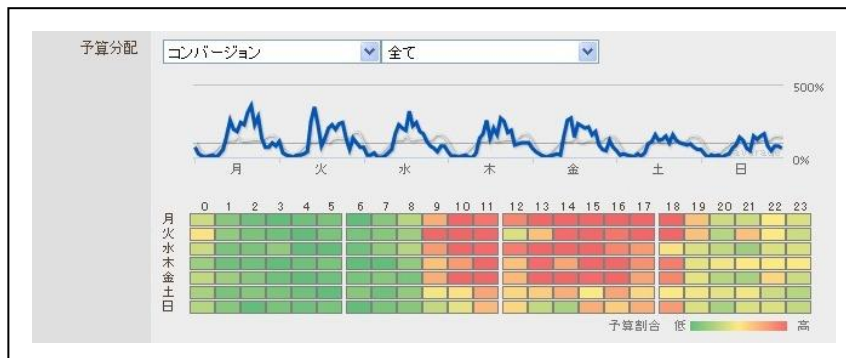 予算分配
コンバージョン
全て
500%
0%
average
月 火 水 木 金 土 日
0 1 2 3 4 5 6 7 8 9 10 11 12 13 14 15 16 17 18 19 20 21 22 23
月
火
水
木
金
土
日
予算割合 低 高